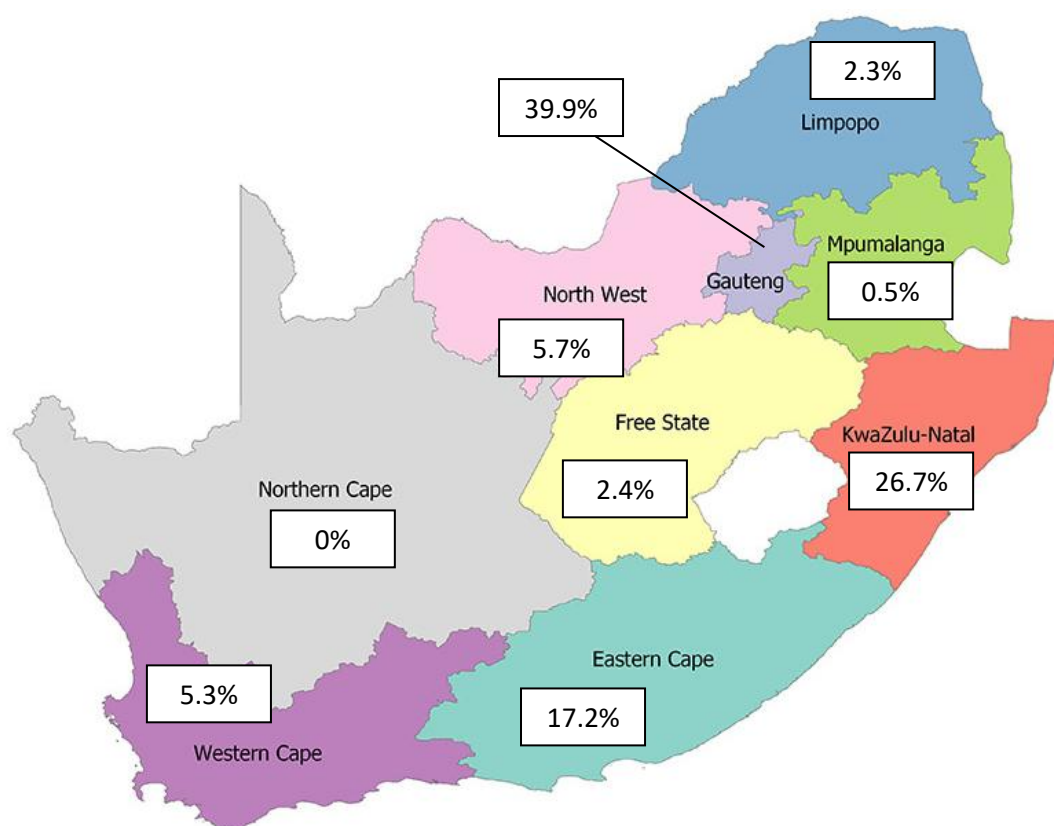 2.3%
Limpopo
39.9%
Mpumalanga
0.5%
Gauteng
North West
5.7%
Free State
2.4%
KwaZulu-Natal
26.7%
Northern Cape
0%
Eastern Cape
17.2%
5.3%
Western Cape